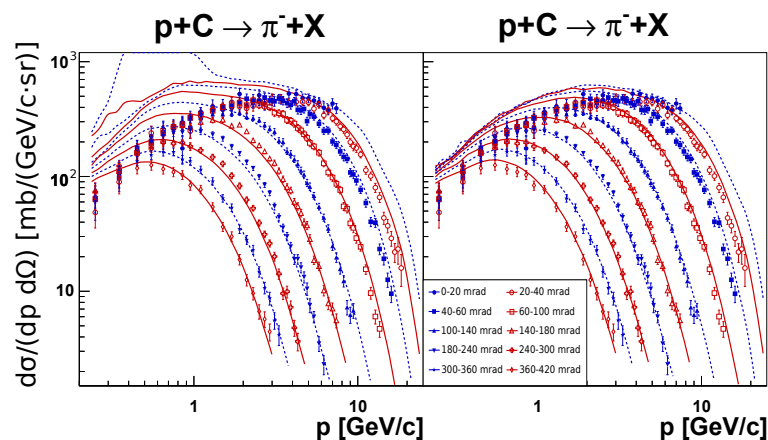 p+C → π⁻+X
p+C → π⁻+X
dσ/(dp dΩ) [mb/(GeV/c·sr)]
10³
10²
10
1
10
p [GeV/c]
1
10
p [GeV/c]
0-20 mrad
20-40 mrad
40-60 mrad
60-100 mrad
100-140 mrad
140-180 mrad
180-240 mrad
240-300 mrad
300-360 mrad
360-420 mrad